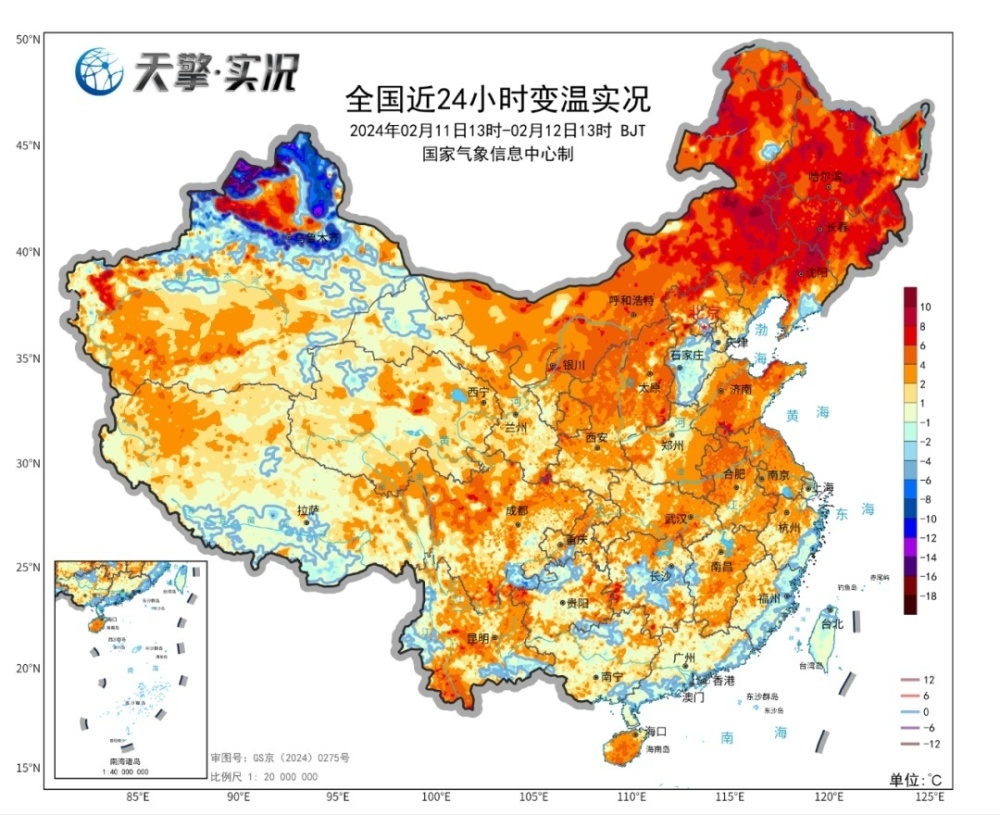 天擎·实况
全国近24小时变温实况
2024年02月11日13时-02月12日13时 BJT
国家气象信息中心制
50°N
45°N
40°N
35°N
30°N
25°N
20°N
15°N
哈尔滨
长春
沈阳
乌鲁木齐
呼和浩特
北京
天津
渤
海
石家庄
银川
太原
济南
西宁
兰州
黄 海
西安
郑州
合肥
南京
上海
东 海
拉萨
成都
武汉
杭州
重庆
长沙
南昌
贵阳
福州
钓鱼岛
赤尾屿
台北
昆明
台湾岛
广州
南宁
香港
澳门
东沙群岛
东沙岛
海口
海南岛
南 海
10
8
6
4
2
1
-1
-2
-4
-6
-8
-10
-12
-14
-16
-18
12
6
0
-6
-12
单位:℃
南海诸岛
1:40 000 000
审图号: GS京 (2024) 0275号
比例尺 1: 20 000 000
85°E
90°E
95°E
100°E
105°E
110°E
115°E
120°E
125°E